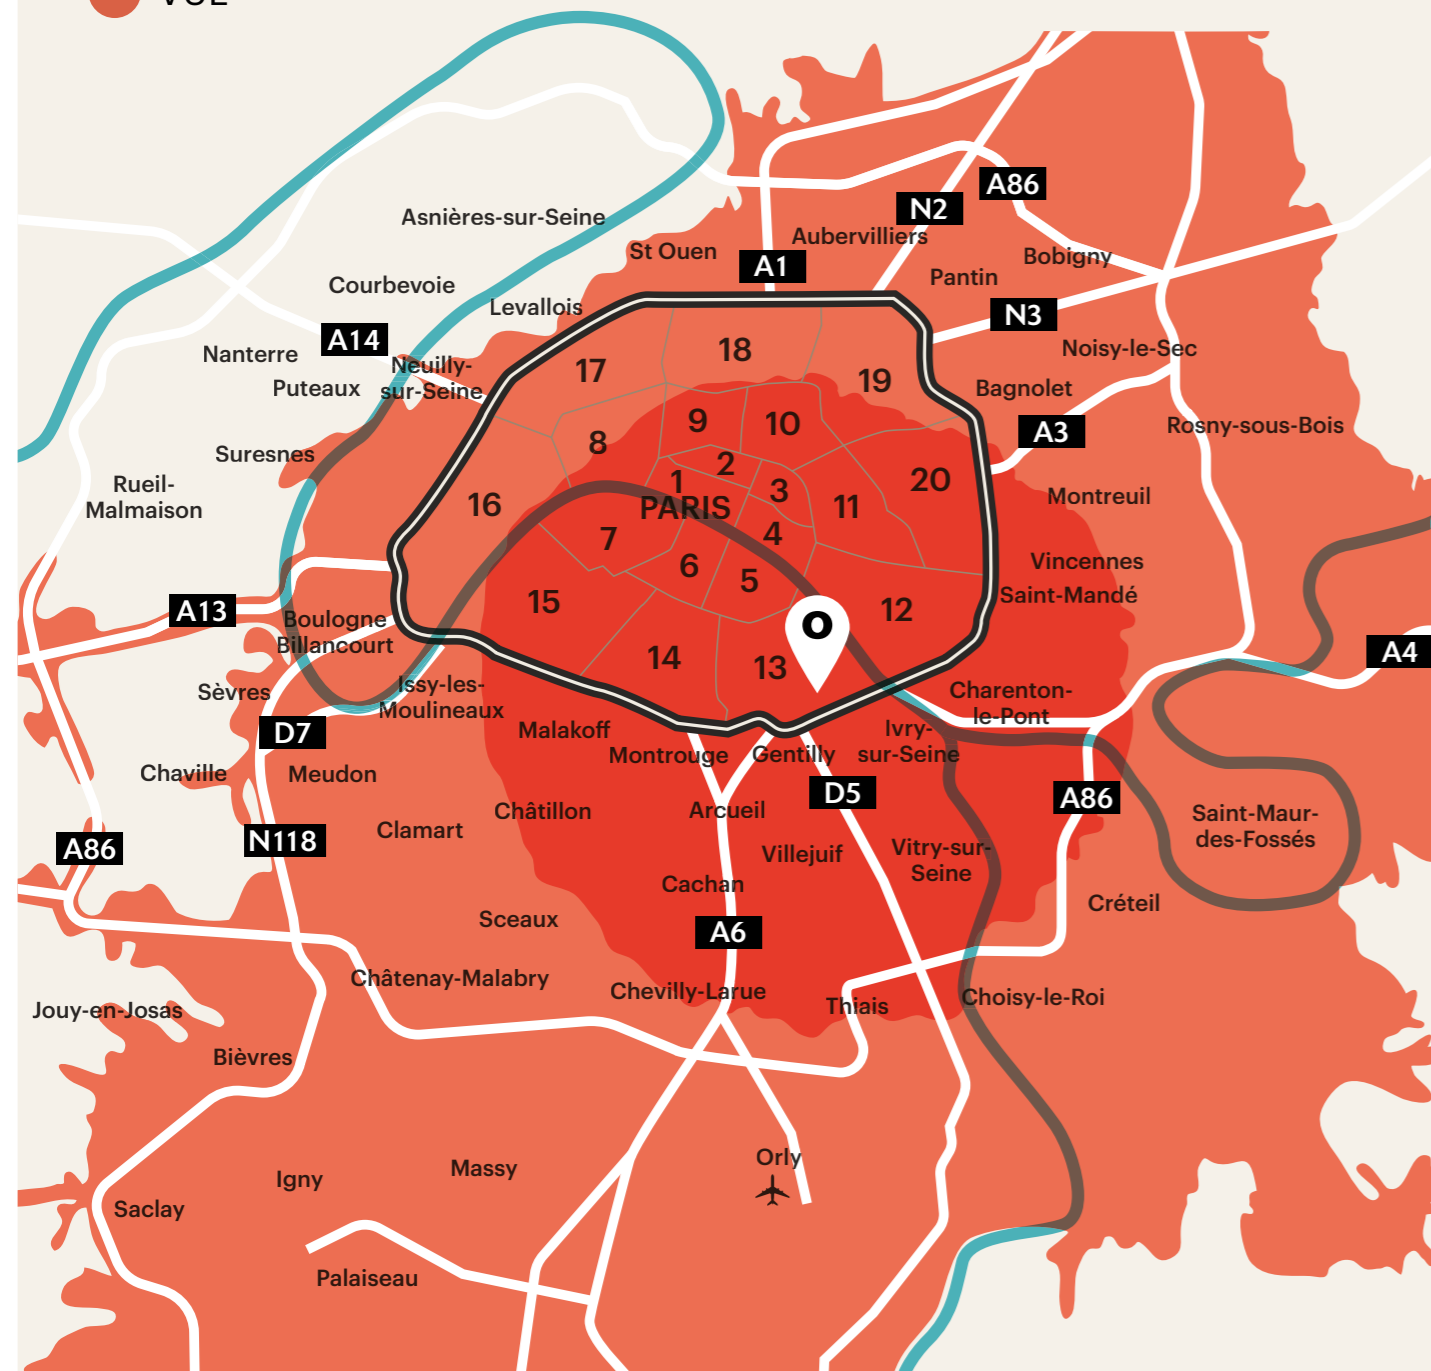 Asnières-sur-Seine
A86
N2
St Ouen
Aubervilliers
A1
Bobigny
Pantin
Courbevoie
Levallois
N3
A14
Nanterre
Neuilly-
sur-Seine
Puteaux
17
18
19
Noisy-le-Sec
Bagnolet
A3
Rosny-sous-Bois
8
9
10
Suresnes
Rueil-
Malmaison
1
2
3
20
Montreuil
16
PARIS
11
7
4
6
5
Vincennes
Saint-Mandé
15
12
O
A13
Boulogne
Billancourt
14
13
A4
Sèvres
Issy-les-
Moulineaux
Charenton-
le-Pont
D7
Malakoff
Montrouge
Gentilly
Ivry-
sur-Seine
Chaville
Meudon
D5
A86
Châtillon
Arcueil
Saint-Maur-
des-Fossés
Clamart
N118
A86
Villejuif
Vitry-sur-
Seine
Cachan
Créteil
Sceaux
A6
Châtenay-Malabry
Chevilly-Larue
Thiais
Choisy-le-Roi
Jouy-en-Josas
Bièvres
Orly
Massy
Igny
Saclay
Palaiseau